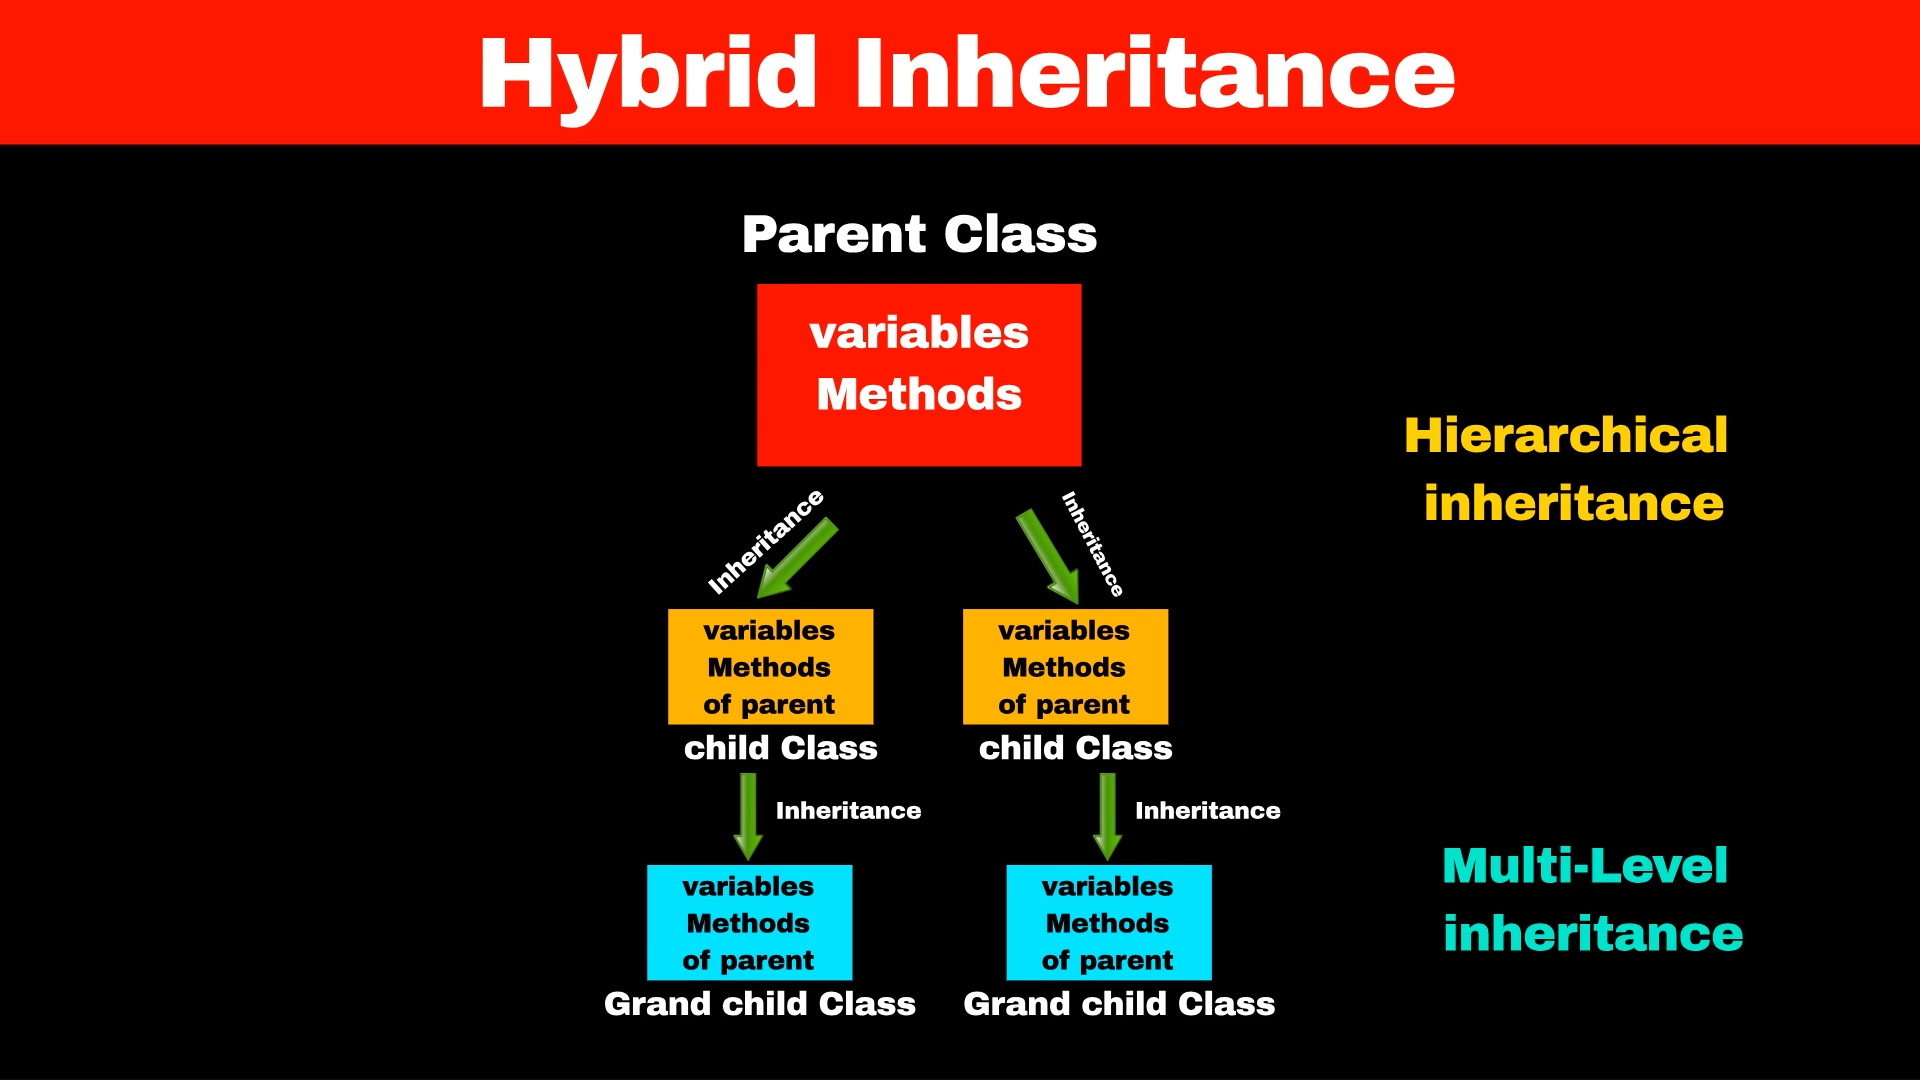 Hybrid Inheritance
Parent Class
variables
Methods
Hierarchical
inheritance
Inheritance
Inheritance
variables
Methods
of parent
child Class
variables
Methods
of parent
child Class
Inheritance
Inheritance
variables
Methods
of parent
Grand child Class
variables
Methods
of parent
Grand child Class
Multi-Level
inheritance